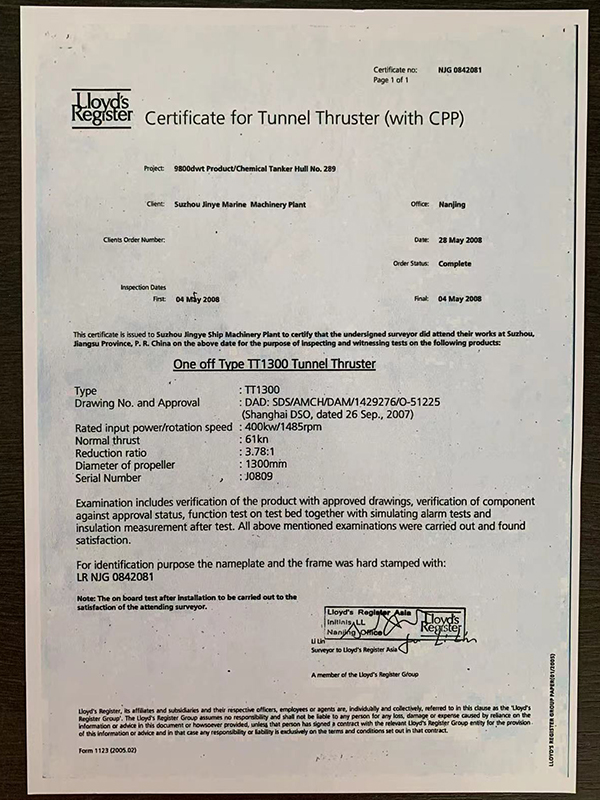 Certificate no: NJG 0842081
Page 1 of 1
Lloyd's
Register
Certificate for Tunnel Thruster (with CPP)
Project: 9800dwt Product/Chemical Tanker Hull No. 289
Client: Suzhou Jinye Marine Machinery Plant Office: Nanjing
Clients Order Number: Date: 28 May 2008
Order Status: Complete
Inspection Dates
First: 04 May 2008 Final: 04 May 2008
This certificate is issued to Suzhou Jingye Ship Machinery Plant to certify that the undersigned surveyor did attend their works at Suzhou,
Jiangsu Province, P. R. China on the above date for the purpose of inspecting and witnessing tests on the following products:
One off Type TT1300 Tunnel Thruster
Type : TT1300
Drawing No. and Approval : DAD: SDS/AMCH/DAM/1429276/O-51225
(Shanghai DSO, dated 26 Sep., 2007)
Rated input power/rotation speed : 400kw/1485rpm
Normal thrust : 61kn
Reduction ratio : 3.78:1
Diameter of propeller : 1300mm
Serial Number : J0809
Examination includes verification of the product with approved drawings, verification of component
against approval status, function test on test bed together with simulating alarm tests and
insulation measurement after test. All above mentioned examinations were carried out and found
satisfaction.
For identification purpose the nameplate and the frame was hard stamped with:
LR NJG 0842081
Note: The on board test after installation to be carried out to the
satisfaction of the attending surveyor.
Lloyd's Register Asia
Initinls LL
Nanjing Office
Lloyd's
Register
Li Lin
Surveyor to Lloyd's Register Asia
A member of the Lloyd's Register Group
Lloyd's Register, its affiliates and subsidiaries and their respective officers, employees or agents are, individually and collectively, referred to in this clause as the 'Lloyd's
Register Group'. The Lloyd's Register Group assumes no responsibility and shall not be liable to any person for any loss, damage or expense caused by reliance on the
information or advice in this document or howsoever provided, unless that person has signed a contract with the relevant Lloyd's Register Group entity for the provision
of this information or advice and in that case any responsibility or liability is exclusively on the terms and conditions set out in that contract.
Form 1123 (2005.02)
LLOYD'S REGISTER GROUP PAPER(01/2005)